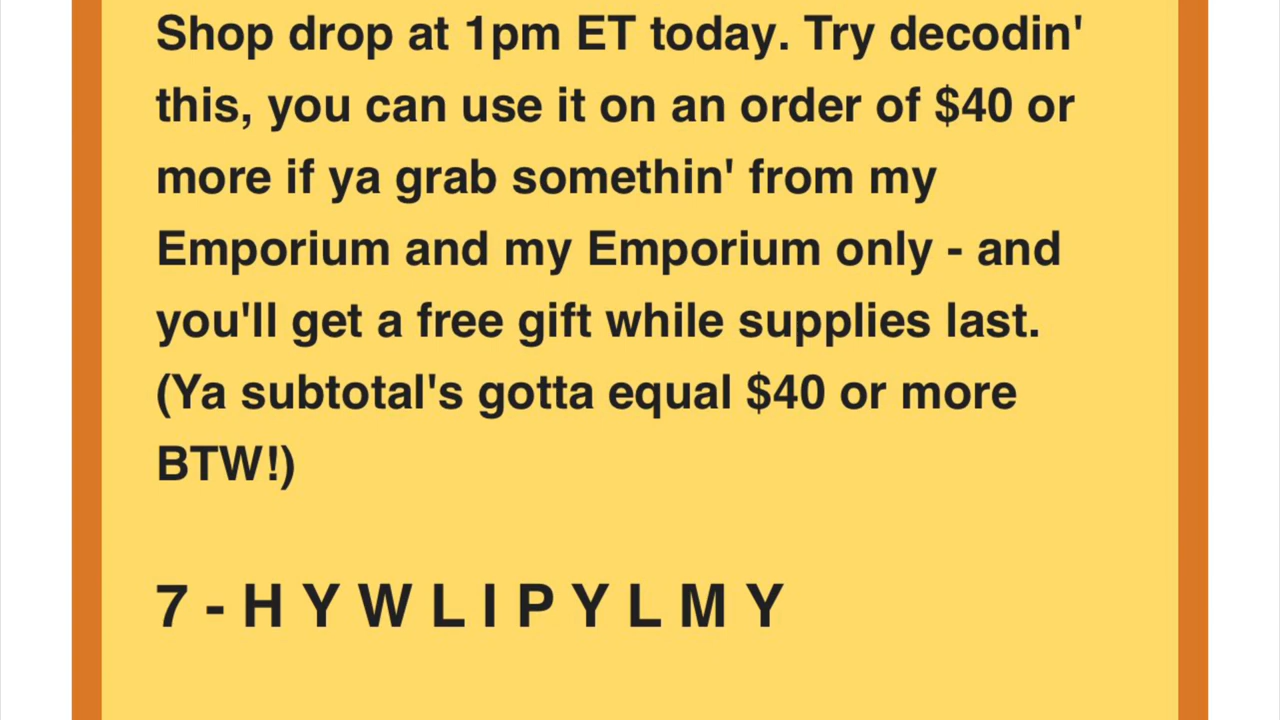 Shop drop at 1pm ET today. Try decodin'
this, you can use it on an order of $40 or
more if ya grab somethin' from my
Emporium and my Emporium only - and
you'll get a free gift while supplies last.
(Ya subtotal's gotta equal $40 or more
BTW!)
7 - H Y W L I P Y L M Y